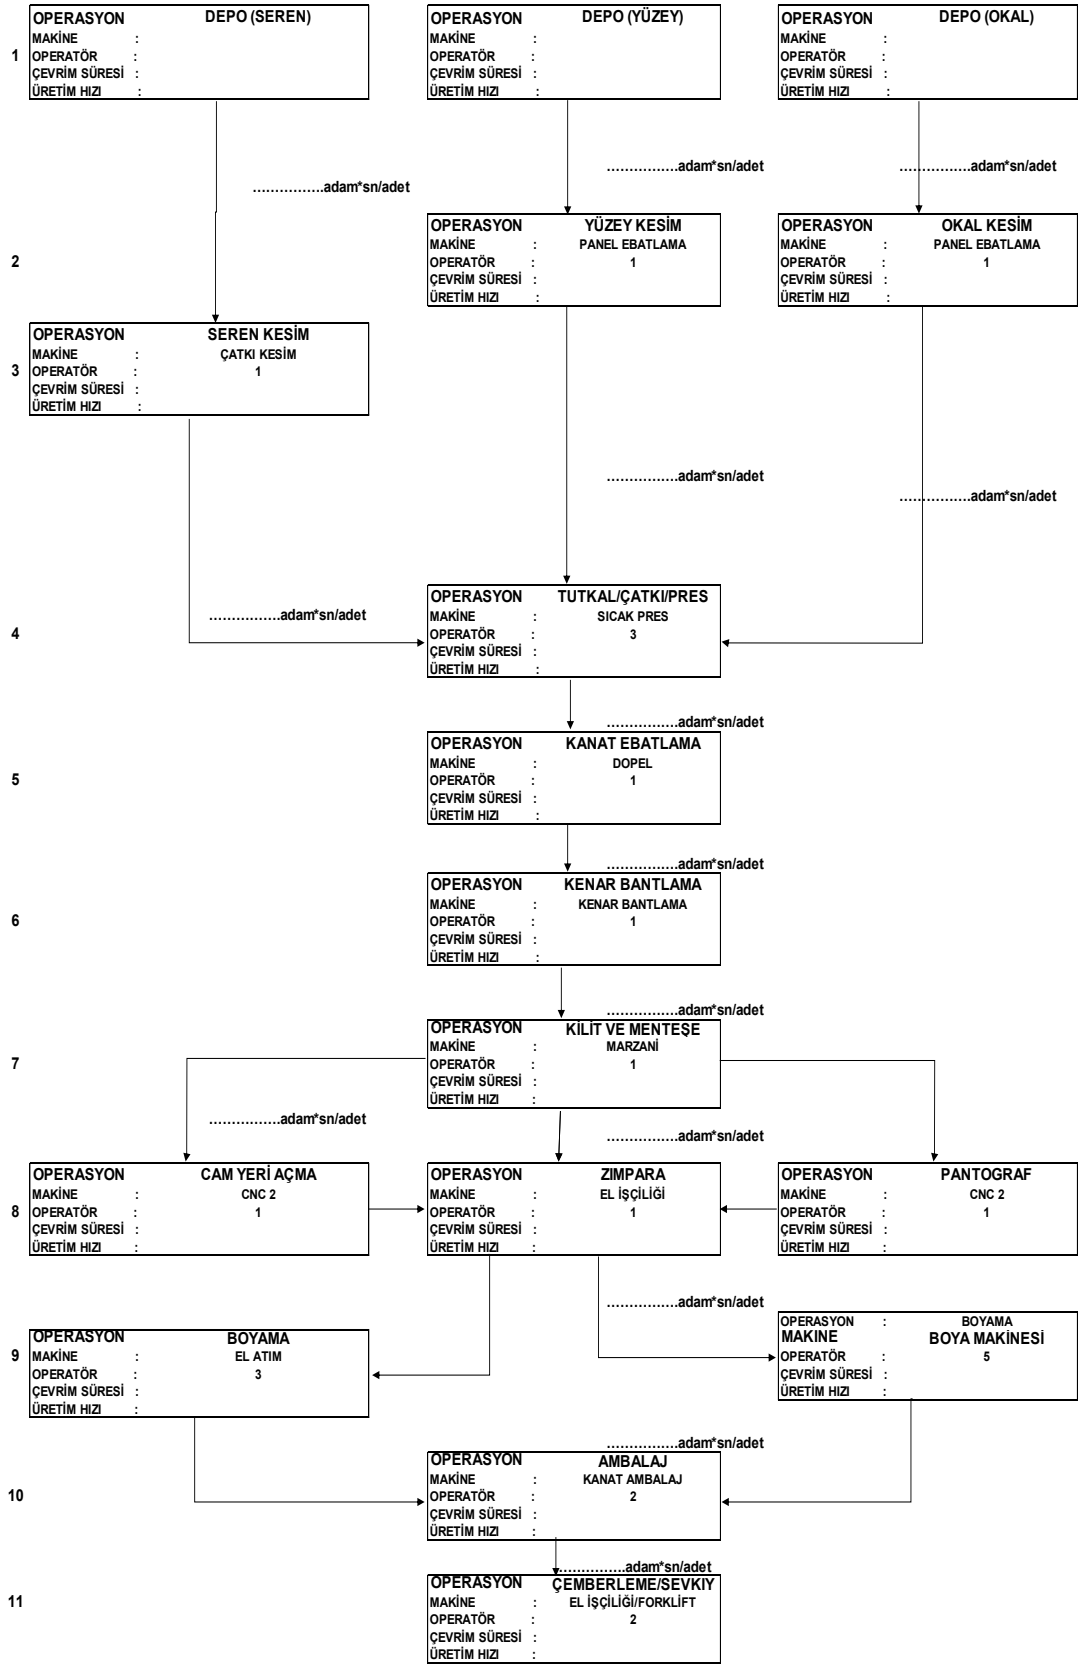 OPERASYON DEPO (SEREN)
MAKİNE :
1 OPERATÖR :
ÇEVRİM SÜRESİ :
ÜRETİM HIZI :
OPERASYON DEPO (YÜZEY)
MAKİNE :
OPERATÖR :
ÇEVRİM SÜRESİ :
ÜRETİM HIZI :
OPERASYON DEPO (OKAL)
MAKİNE :
OPERATÖR :
ÇEVRİM SÜRESİ :
ÜRETİM HIZI :
................adam*sn/adet
................adam*sn/adet
................adam*sn/adet
2
OPERASYON YÜZEY KESİM
MAKİNE : PANEL EBATLAMA
OPERATÖR : 1
ÇEVRİM SÜRESİ :
ÜRETİM HIZI :
OPERASYON OKAL KESİM
MAKİNE : PANEL EBATLAMA
OPERATÖR : 1
ÇEVRİM SÜRESİ :
ÜRETİM HIZI :
OPERASYON SEREN KESİM
MAKİNE : ÇATKI KESİM
3 OPERATÖR : 1
ÇEVRİM SÜRESİ :
ÜRETİM HIZI :
................adam*sn/adet
................adam*sn/adet
................adam*sn/adet
4
OPERASYON TUTKAL/ÇATKI/PRES
MAKİNE : SICAK PRES
OPERATÖR : 3
ÇEVRİM SÜRESİ :
ÜRETİM HIZI :
................adam*sn/adet
5
OPERASYON KANAT EBATLAMA
MAKİNE : DOPEL
OPERATÖR : 1
ÇEVRİM SÜRESİ :
ÜRETİM HIZI :
................adam*sn/adet
6
OPERASYON KENAR BANTLAMA
MAKİNE : KENAR BANTLAMA
OPERATÖR : 1
ÇEVRİM SÜRESİ :
ÜRETİM HIZI :
................adam*sn/adet
7
OPERASYON KİLİT VE MENTEŞE
MAKİNE : MARZANİ
OPERATÖR : 1
ÇEVRİM SÜRESİ :
ÜRETİM HIZI :
................adam*sn/adet
................adam*sn/adet
OPERASYON CAM YERİ AÇMA
MAKİNE : CNC 2
8 OPERATÖR : 1
ÇEVRİM SÜRESİ :
ÜRETİM HIZI :
OPERASYON ZIMPARA
MAKİNE : EL İŞÇİLİĞİ
OPERATÖR : 1
ÇEVRİM SÜRESİ :
ÜRETİM HIZI :
OPERASYON PANTOGRAF
MAKİNE : CNC 2
OPERATÖR : 1
ÇEVRİM SÜRESİ :
ÜRETİM HIZI :
................adam*sn/adet
OPERASYON BOYAMA
9 MAKİNE : EL ATIM
OPERATÖR : 3
ÇEVRİM SÜRESİ :
ÜRETİM HIZI :
OPERASYON : BOYAMA
MAKINE BOYA MAKİNESİ
OPERATÖR : 5
ÇEVRİM SÜRESİ :
ÜRETİM HIZI :
................adam*sn/adet
10
OPERASYON AMBALAJ
MAKİNE : KANAT AMBALAJ
OPERATÖR : 2
ÇEVRİM SÜRESİ :
ÜRETİM HIZI :
...............adam*sn/adet
11
OPERASYON ÇEMBERLEME/SEVKIY
MAKİNE : EL İŞÇİLİĞİ/FORKLİFT
OPERATÖR : 2
ÇEVRİM SÜRESİ :
ÜRETİM HIZI :